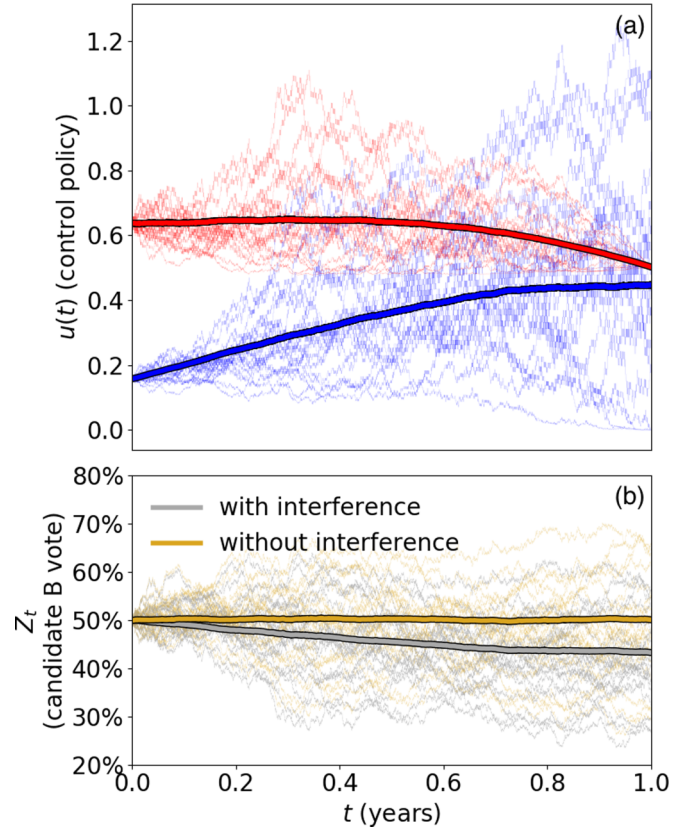 (a)
1.2
1.0
0.8
0.6
0.4
0.2
0.0
u(t) (control policy)
(b)
80%
70%
60%
50%
40%
30%
20%
Z_t
(candidate B vote)
with interference
without interference
0.0 0.2 0.4 0.6 0.8 1.0
t (years)